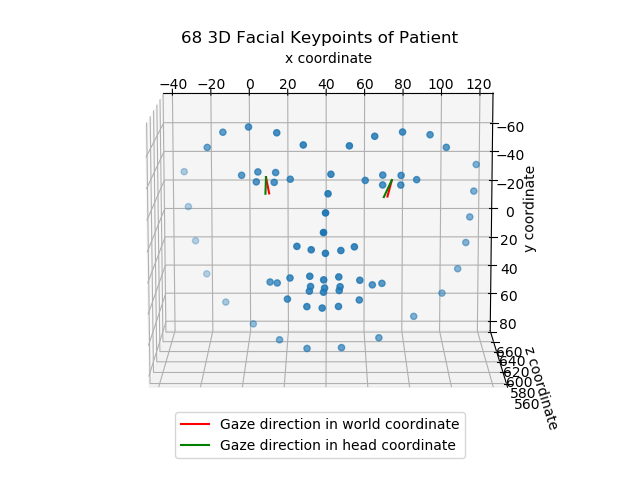 68 3D Facial Keypoints of Patient
x coordinate
−40 −20 0 20 40 60 80 100 120
−60
−40
−20
0
20
40
60
80
y coordinate
660
640
620
600
580
560
z coordinate
Gaze direction in world coordinate
Gaze direction in head coordinate